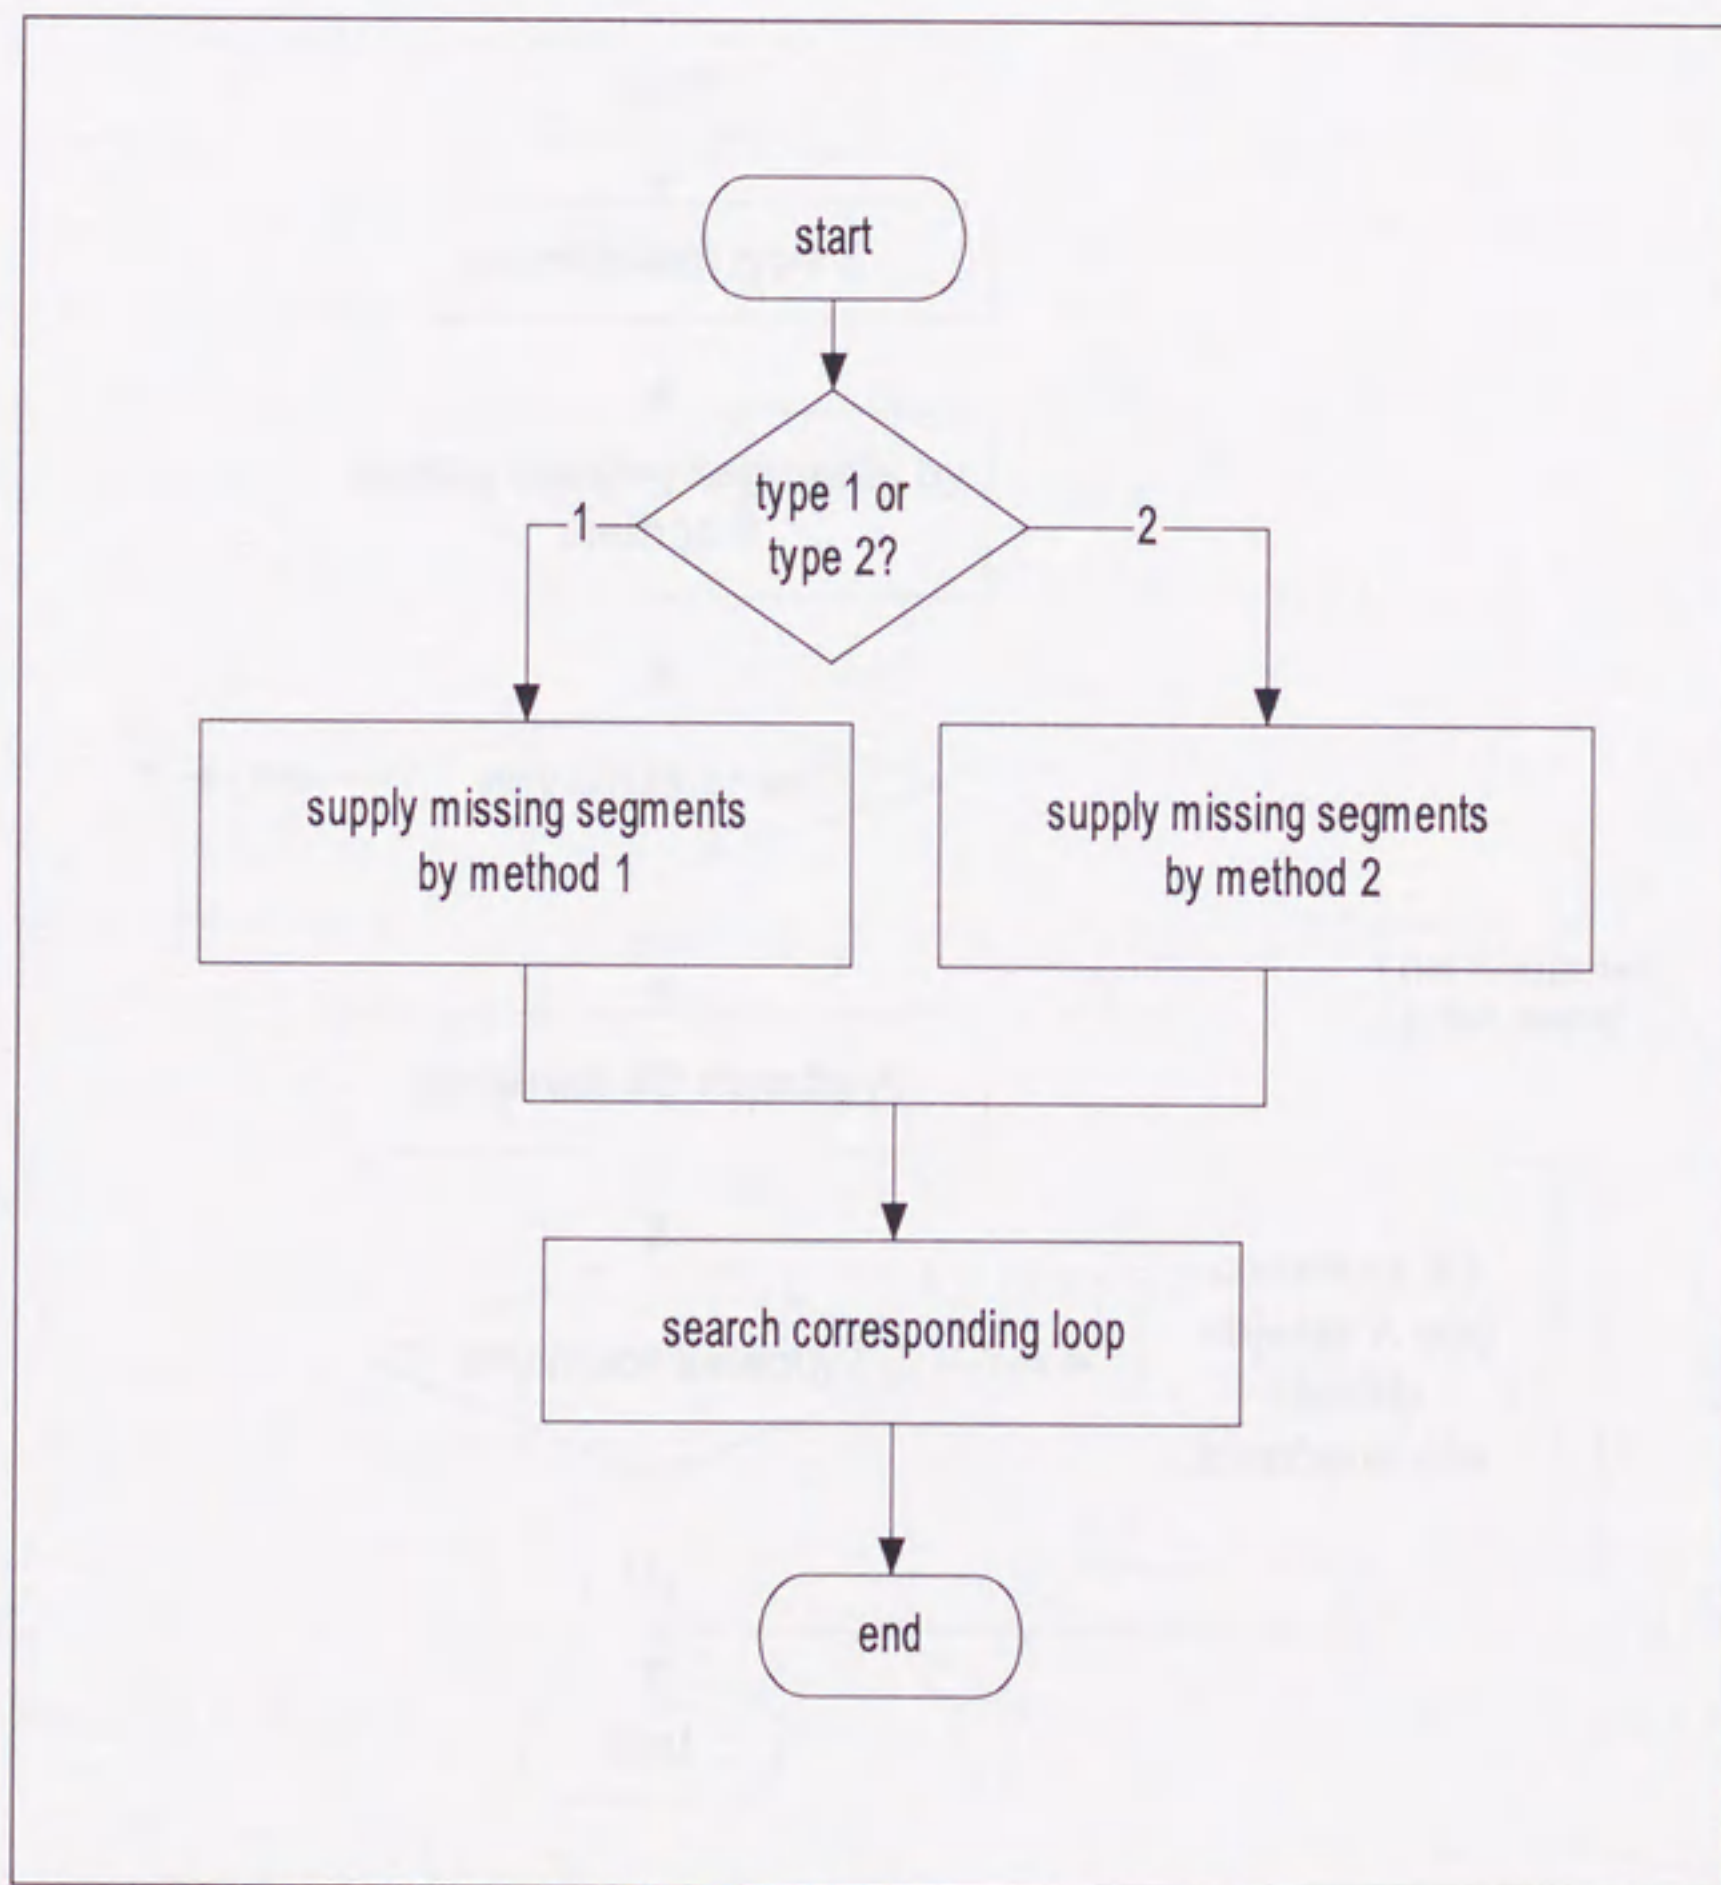 start
type 1 or
type 2?
1
2
supply missing segments
by method 1
supply missing segments
by method 2
search corresponding loop
end